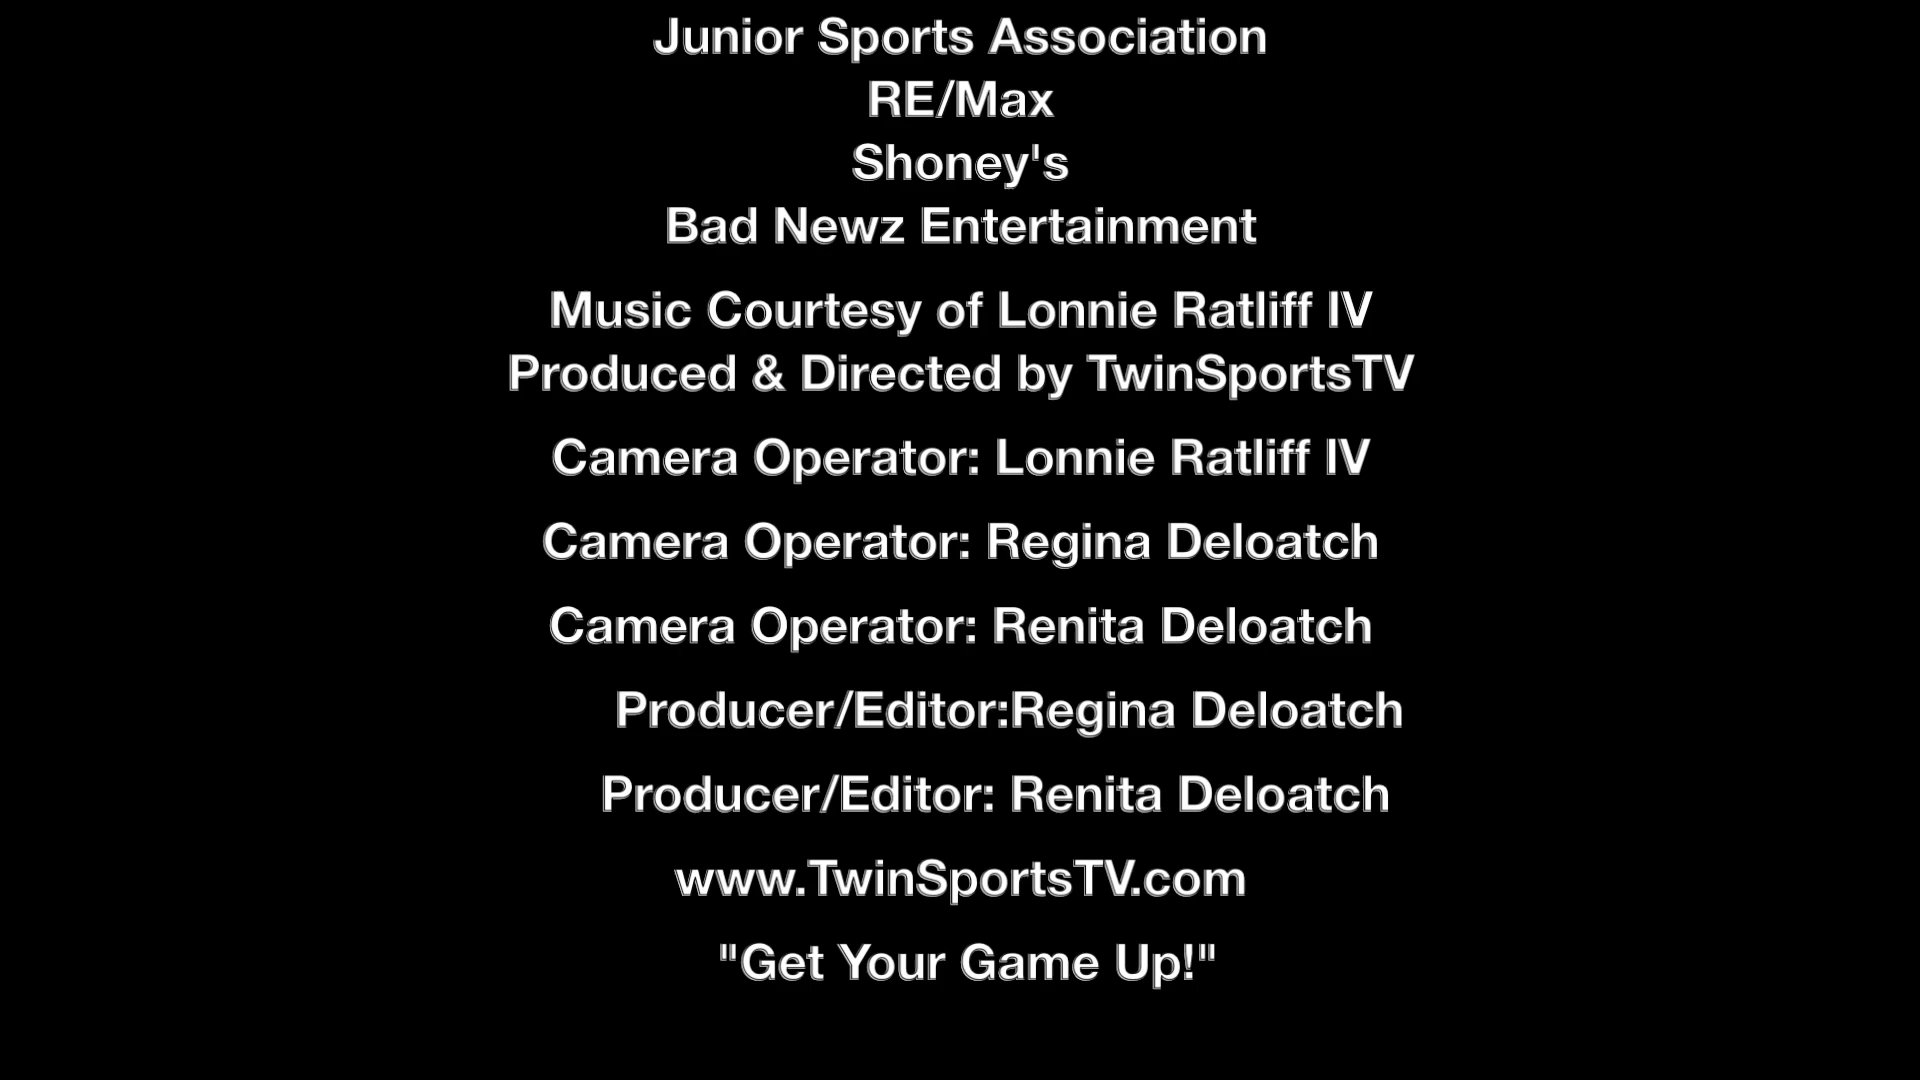 Junior Sports Association
RE/Max
Shoney's
Bad Newz Entertainment
Music Courtesy of Lonnie Ratliff IV
Produced & Directed by TwinSportsTV
Camera Operator: Lonnie Ratliff IV
Camera Operator: Regina Deloatch
Camera Operator: Renita Deloatch
Producer/Editor:Regina Deloatch
Producer/Editor: Renita Deloatch
www.TwinSportsTV.com
"Get Your Game Up!"